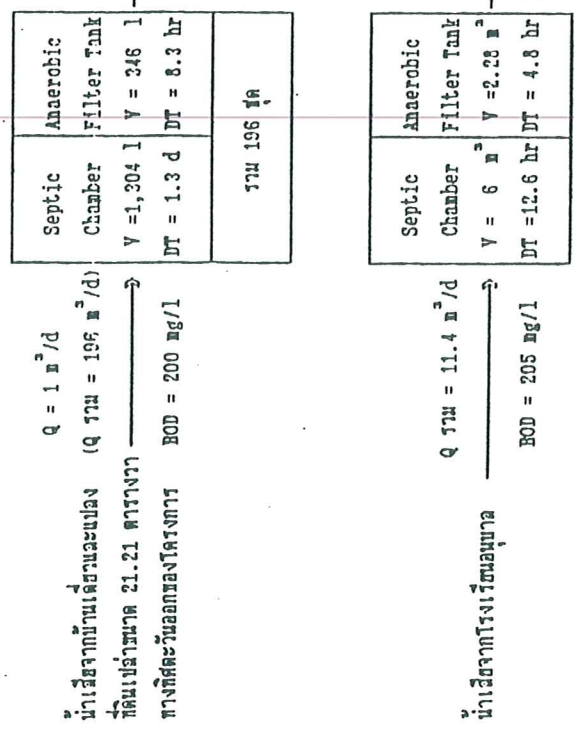 น้ำเสียจากบ้านเดี่ยวและแปลง
ที่ดินเปล่าขนาด 21.21 ตารางวา
ทางทิศตะวันออกของโครงการ
Q = 1 m³/d
(Q รวม = 196 m³/d)
BOD = 200 mg/l
Septic
Chamber
V =1,304 l
DT = 1.3 d
Anaerobic
Filter Tank
V = 346 l
DT = 8.3 hr
รวม 196 ชุด
น้ำเสียจากโรงเรียนอนุบาล
Q รวม = 11.4 m³/d
BOD = 205 mg/l
Septic
Chamber
V = 6 m³
DT =12.6 hr
Anaerobic
Filter Tank
V =2.28 m³
DT = 4.8 hr